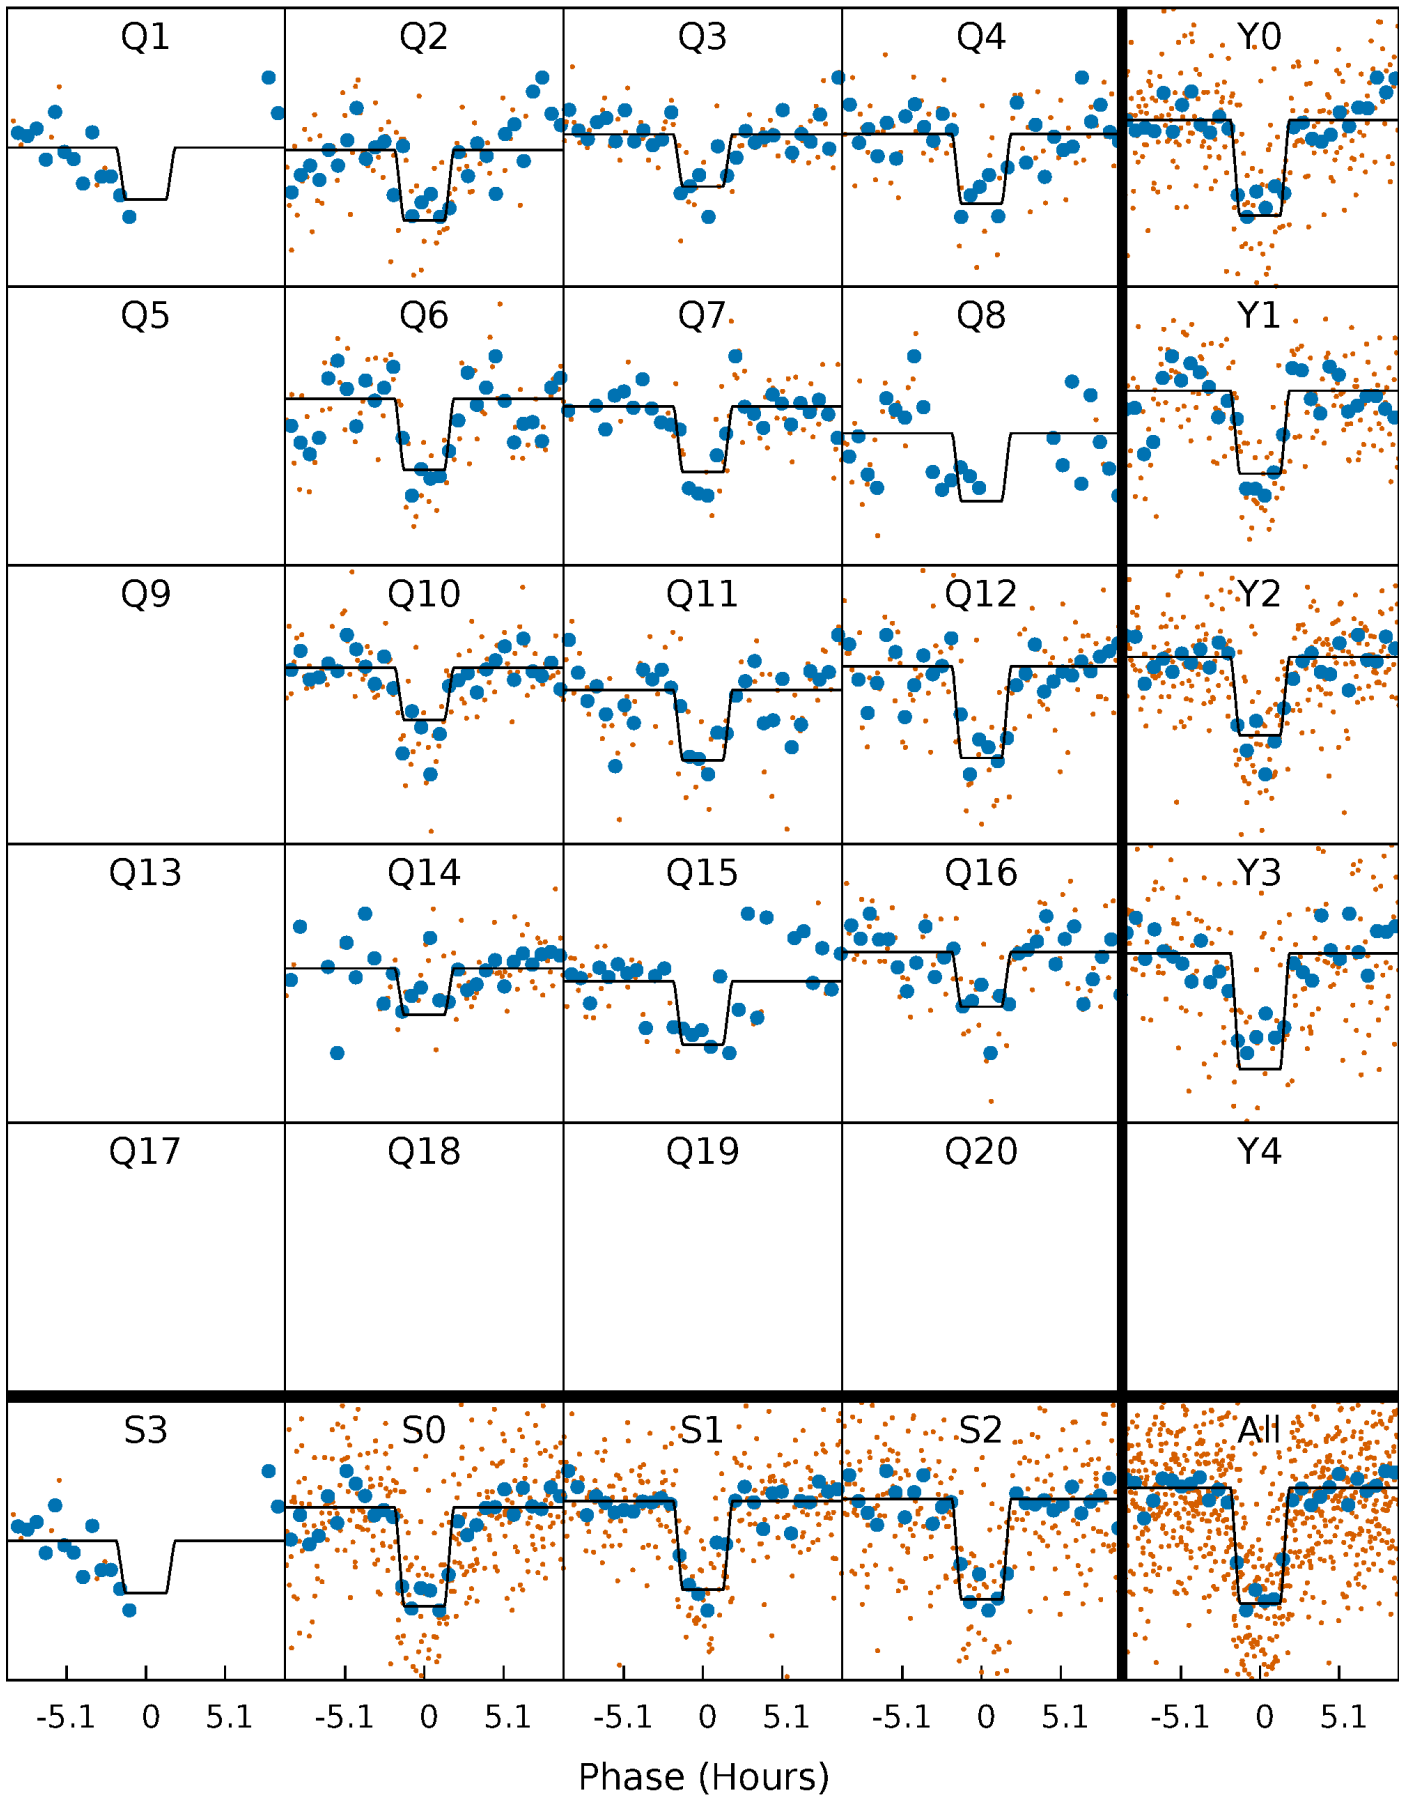 Q1 Q2 Q3 Q4 Y0
Q5 Q6 Q7 Q8 Y1
Q9 Q10 Q11 Q12 Y2
Q13 Q14 Q15 Q16 Y3
Q17 Q18 Q19 Q20 Y4
S3 S0 S1 S2 All
-5.1 0 5.1 -5.1 0 5.1 -5.1 0 5.1 -5.1 0 5.1 -5.1 0 5.1
Phase (Hours)